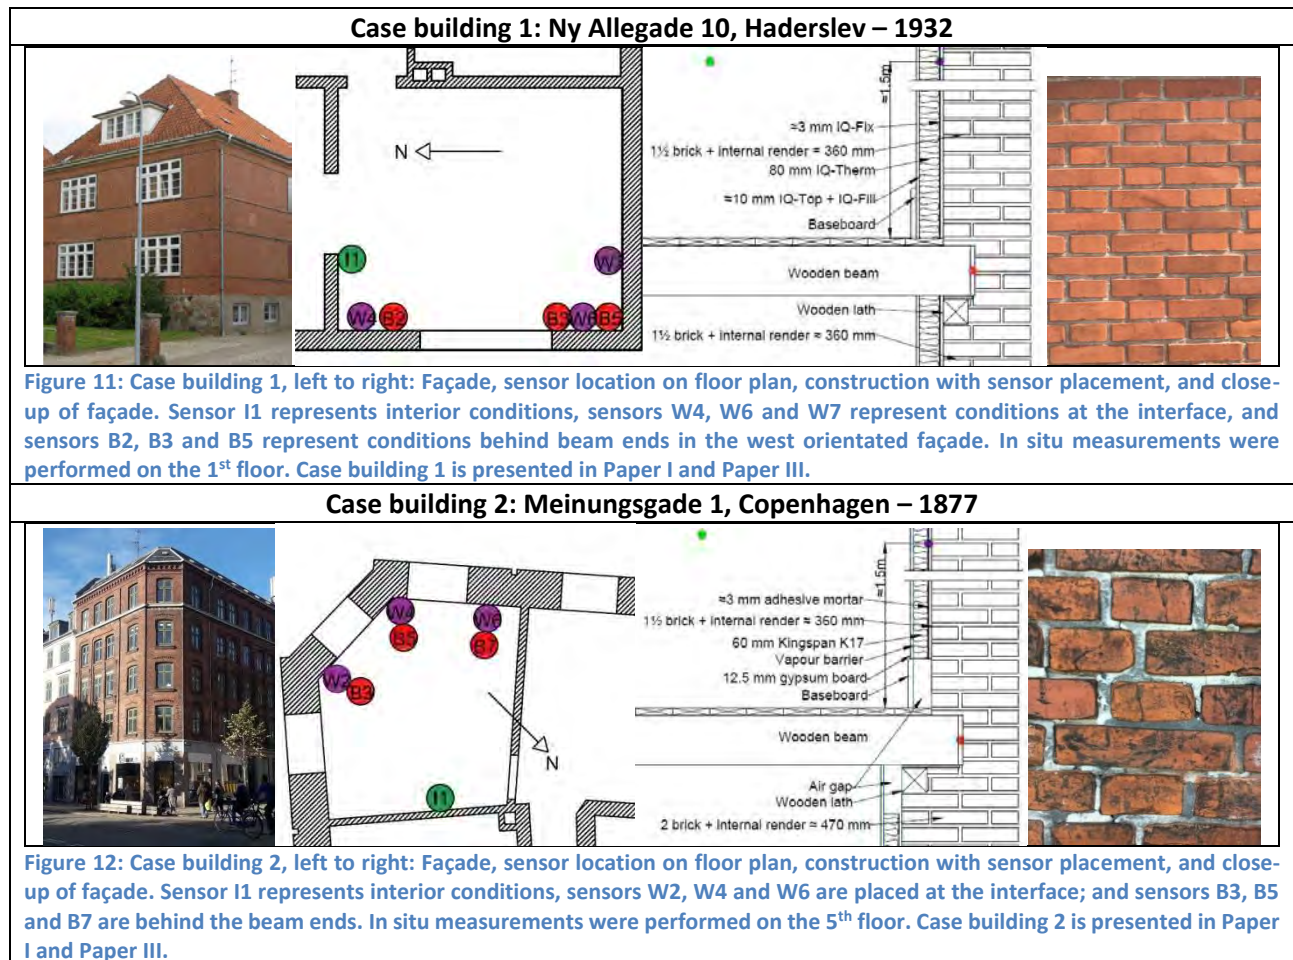 Case building 1: Ny Allegade 10, Haderslev – 1932
N
I1
W4
B2
B3
W6
B5
≈1.5m
≈3 mm IQ-Fix
1½ brick + internal render = 360 mm
80 mm IQ-Therm
≈10 mm IQ-Top + IQ-Fill
Baseboard
Wooden beam
Wooden lath
1½ brick + internal render ≈ 360 mm
Figure 11: Case building 1, left to right: Façade, sensor location on floor plan, construction with sensor placement, and close-
up of façade. Sensor I1 represents interior conditions, sensors W4, W6 and W7 represent conditions at the interface, and
sensors B2, B3 and B5 represent conditions behind beam ends in the west orientated façade. In situ measurements were
performed on the 1st floor. Case building 1 is presented in Paper I and Paper III.
Case building 2: Meinungsgade 1, Copenhagen – 1877
W4
B5
W6
B7
W2
B3
N
I1
≈1.5m
≈3 mm adhesive mortar
1½ brick + internal render ≈ 360 mm
60 mm Kingspan K17
Vapour barrier
12.5 mm gypsum board
Baseboard
Wooden beam
Air gap
Wooden lath
2 brick + internal render ≈ 470 mm
Figure 12: Case building 2, left to right: Façade, sensor location on floor plan, construction with sensor placement, and close-
up of façade. Sensor I1 represents interior conditions, sensors W2, W4 and W6 are placed at the interface; and sensors B3, B5
and B7 are behind the beam ends. In situ measurements were performed on the 5th floor. Case building 2 is presented in Paper
I and Paper III.